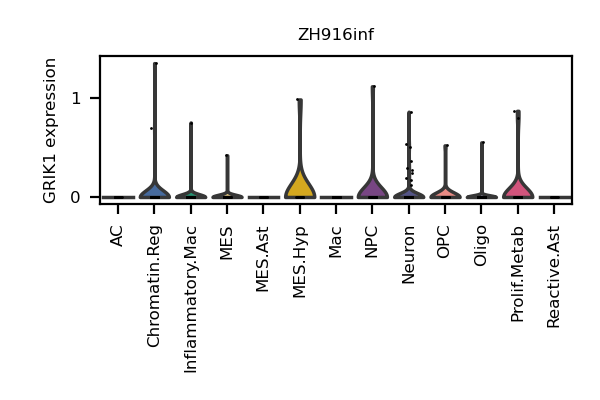 ZH916inf
GRIK1 expression
1
0
AC
Chromatin.Reg
Inflammatory.Mac
MES
MES.Ast
MES.Hyp
Mac
NPC
Neuron
OPC
Oligo
Prolif.Metab
Reactive.Ast